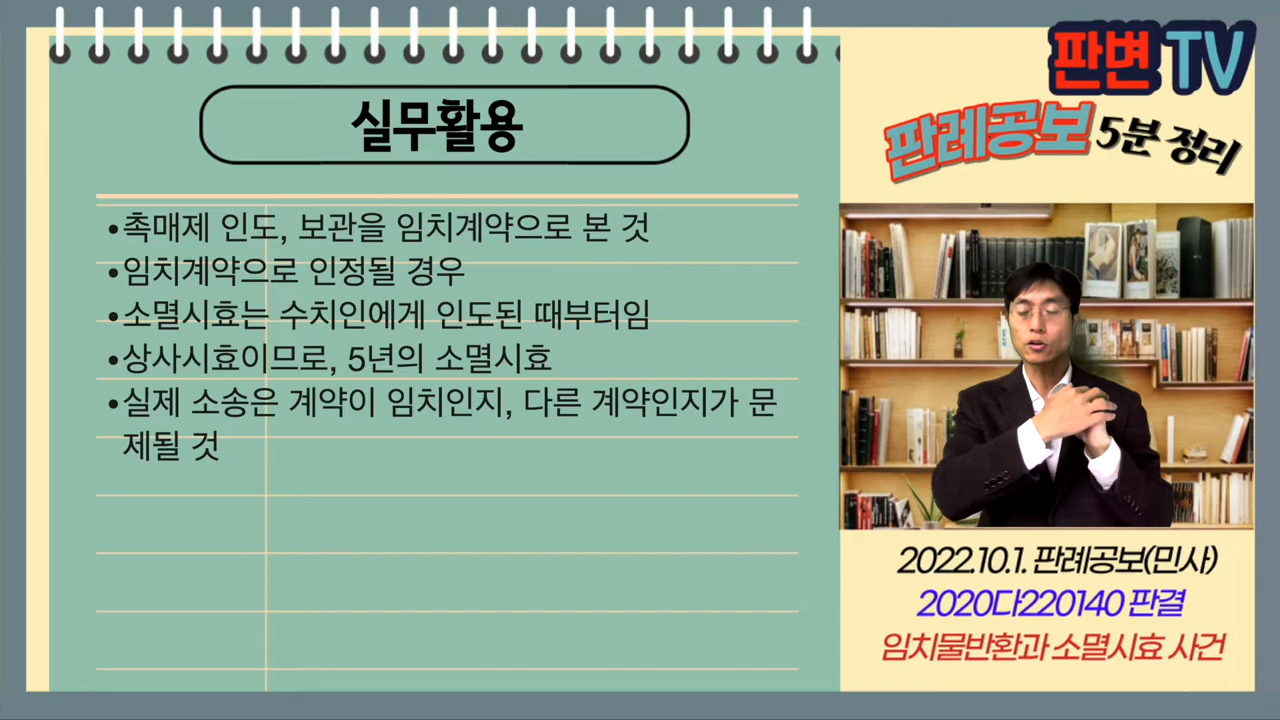 실무활용
•촉매제 인도, 보관을 임치계약으로 본 것
•임치계약으로 인정될 경우
•소멸시효는 수치인에게 인도된 때부터임
•상사시효이므로, 5년의 소멸시효
•실제 소송은 계약이 임치인지, 다른 계약인지가 문
제될 것
판변 TV
판례공보 5분 정리
2022.10.1. 판례공보(민사)
2020다220140 판결
임치물반환과 소멸시효 사건